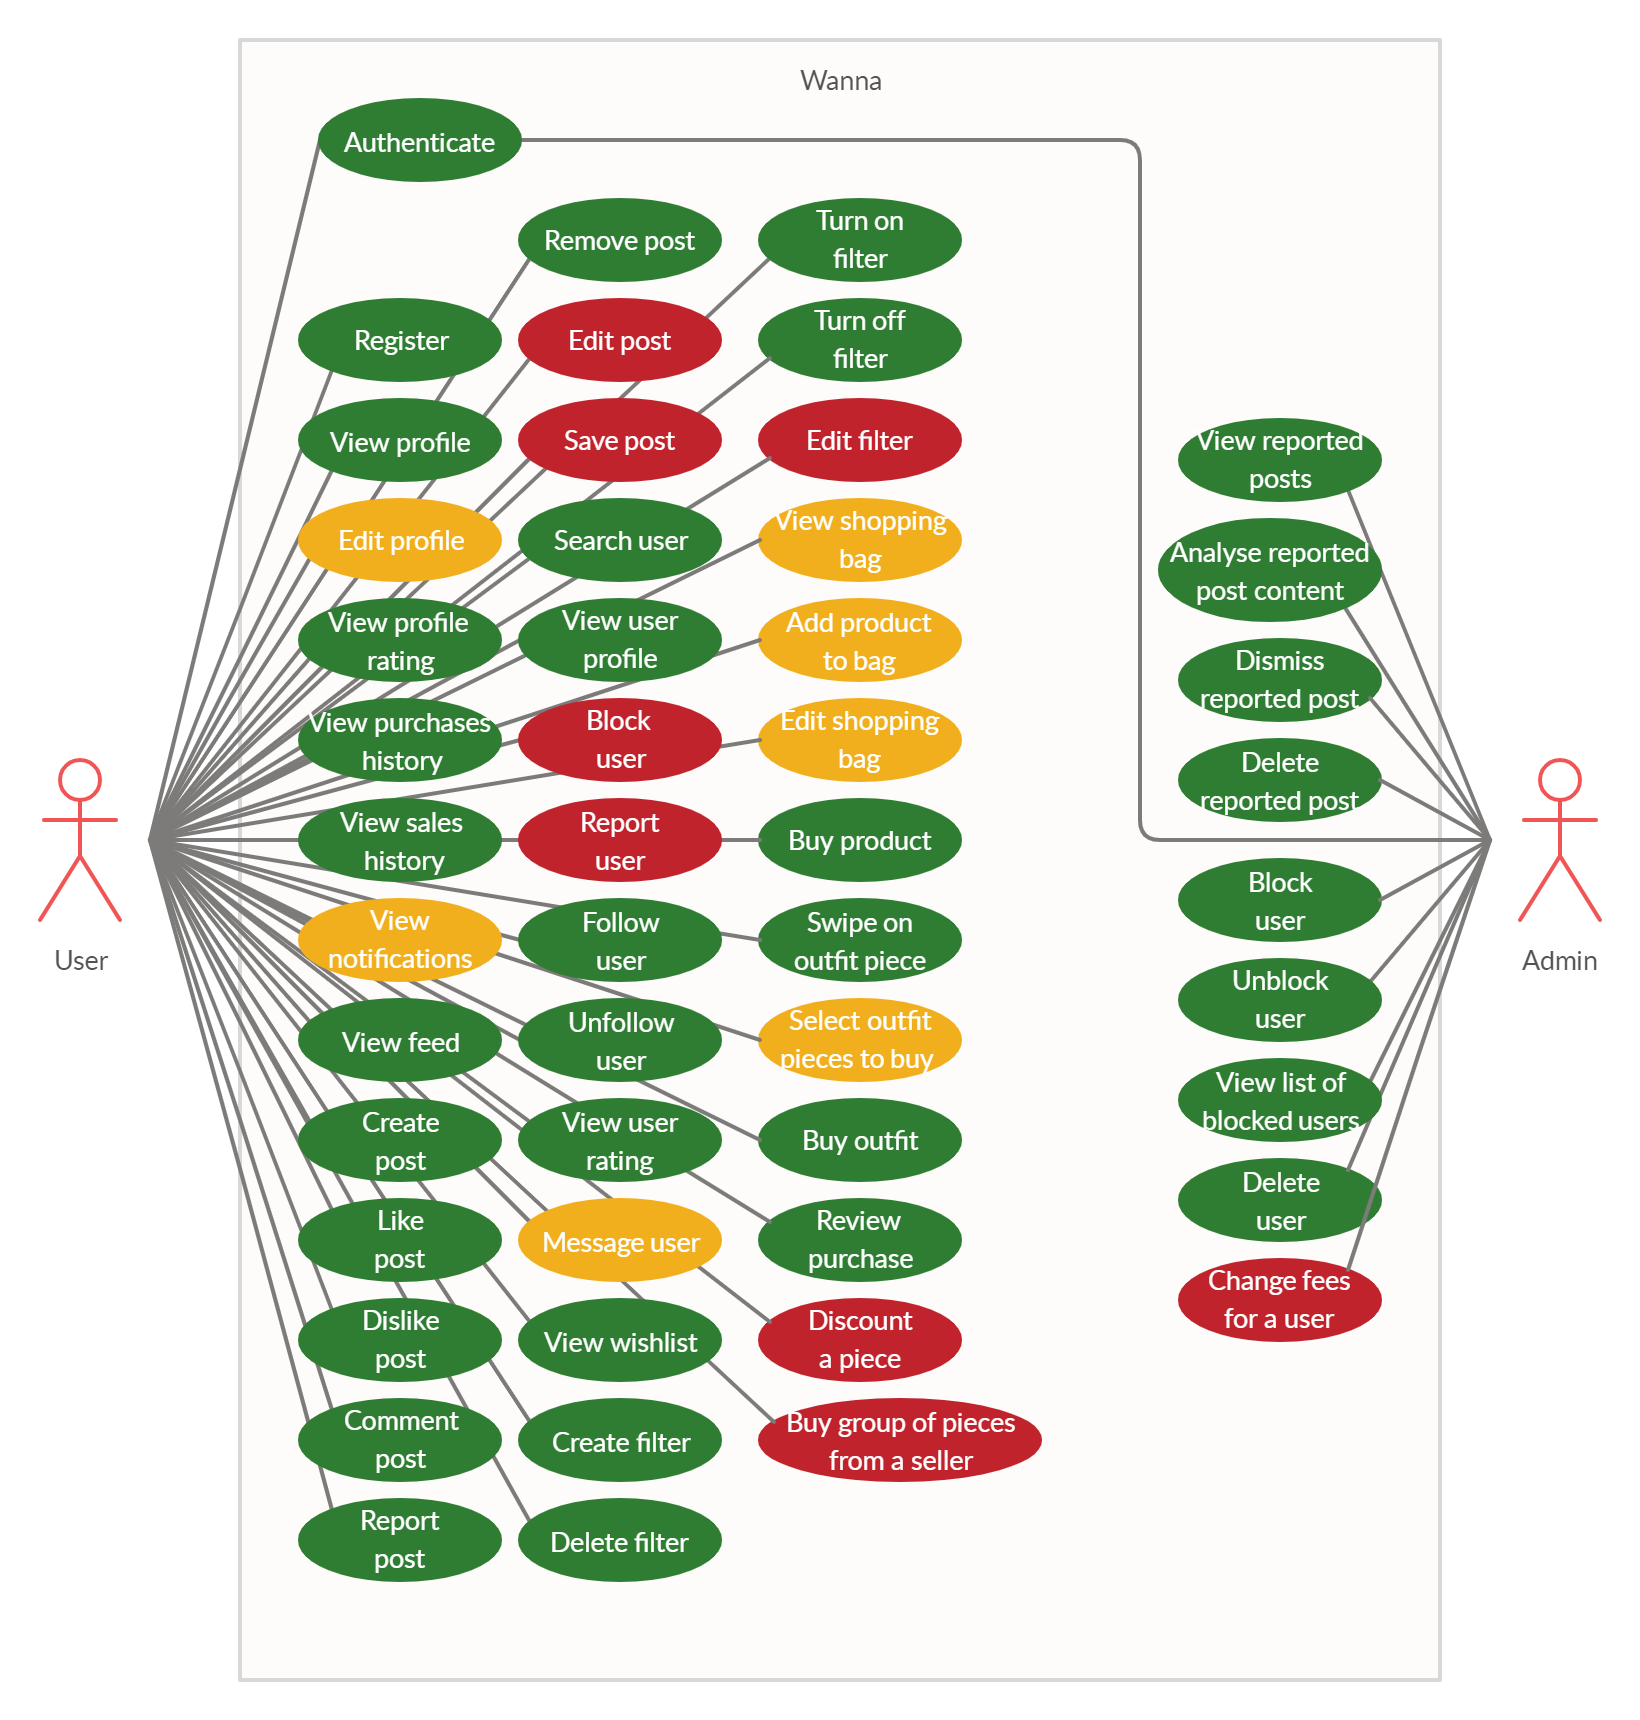 Wanna
Authenticate
Register
View profile
Edit profile
View profile
rating
View purchases
history
View sales
history
View
notifications
View feed
Create
post
Like
post
Dislike
post
Comment
post
Report
post
Remove post
Edit post
Save post
Search user
View user
profile
Block
user
Report
user
Follow
user
Unfollow
user
View user
rating
Message user
View wishlist
Create filter
Delete filter
Turn on
filter
Turn off
filter
Edit filter
View shopping
bag
Add product
to bag
Edit shopping
bag
Buy product
Swipe on
outfit piece
Select outfit
pieces to buy
Buy outfit
Review
purchase
Discount
a piece
Buy group of pieces
from a seller
View reported
posts
Analyse reported
post content
Dismiss
reported post
Delete
reported post
Block
user
Unblock
user
View list of
blocked users
Delete
user
Change fees
for a user
User
Admin